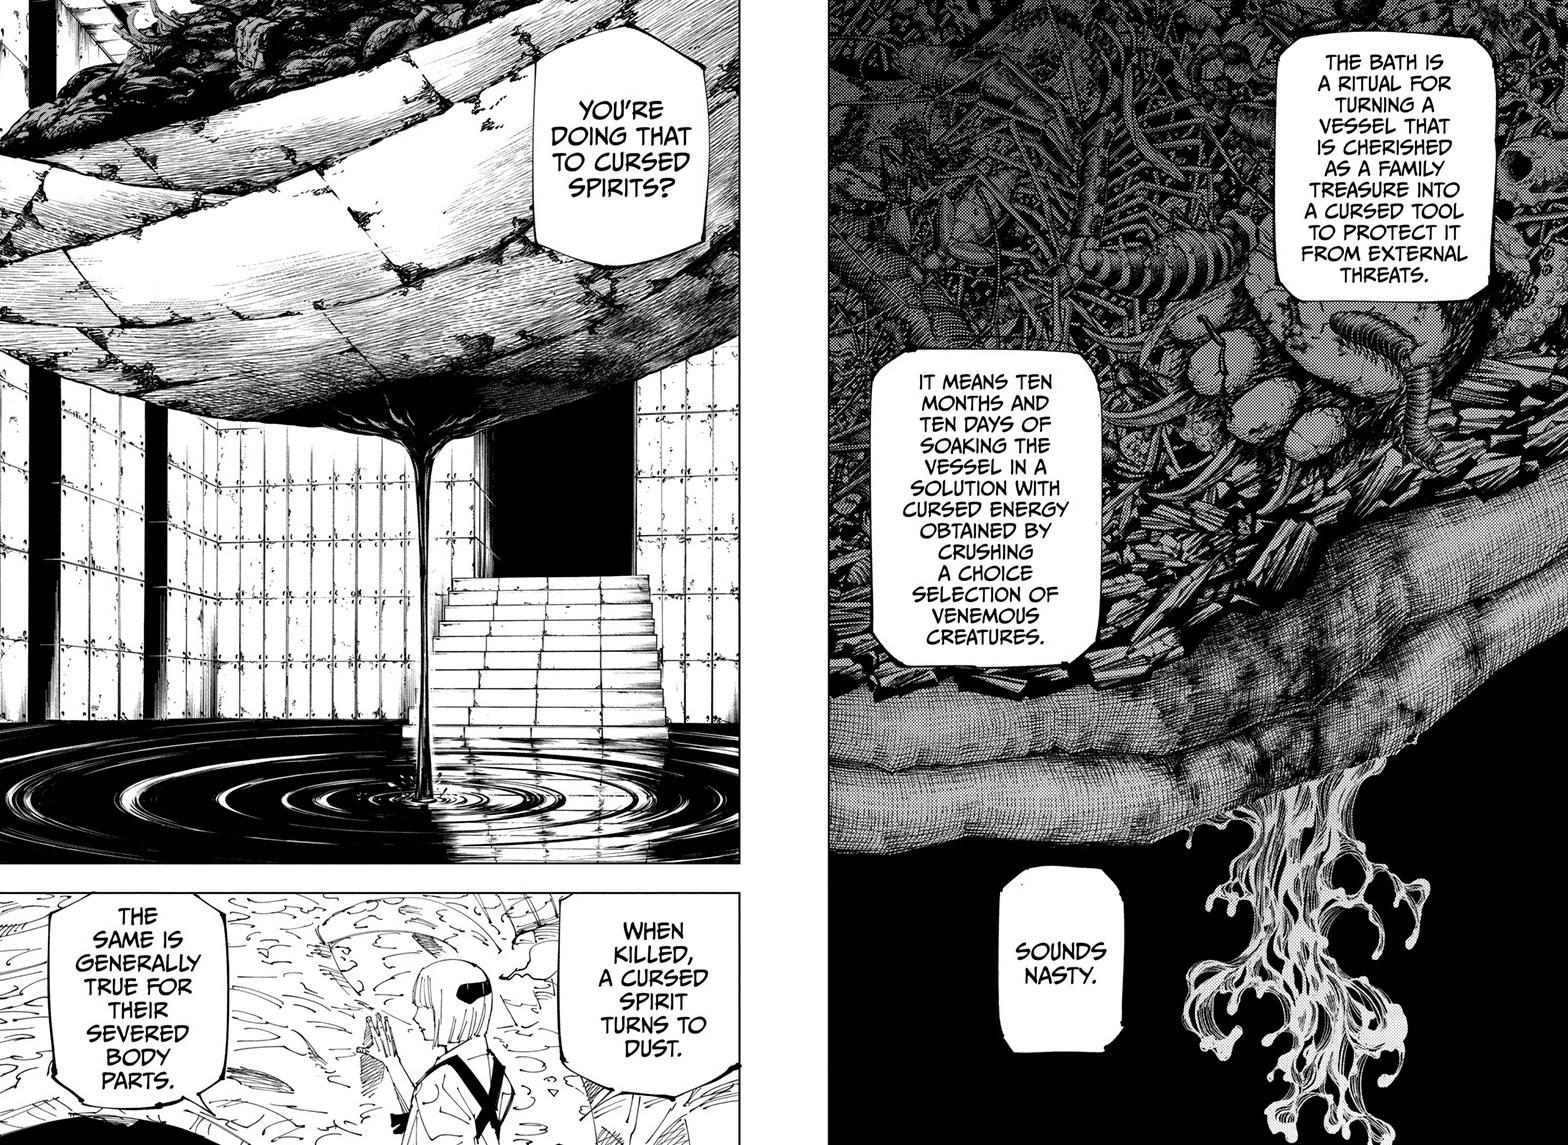 THE BATH IS
A RITUAL FOR
TURNING A
VESSEL THAT
IS CHERISHED
AS A FAMILY
TREASURE INTO
A CURSED TOOL
TO PROTECT IT
FROM EXTERNAL
THREATS.
IT MEANS TEN
MONTHS AND
TEN DAYS OF
SOAKING THE
VESSEL IN A
SOLUTION WITH
CURSED ENERGY
OBTAINED BY
CRUSHING
A CHOICE
SELECTION OF
VENEMOUS
CREATURES.
SOUNDS
NASTY.
YOU'RE
DOING THAT
TO CURSED
SPIRITS?
WHEN
KILLED,
A CURSED
SPIRIT
TURNS TO
DUST.
THE
SAME IS
GENERALLY
TRUE FOR
THEIR
SEVERED
BODY
PARTS.